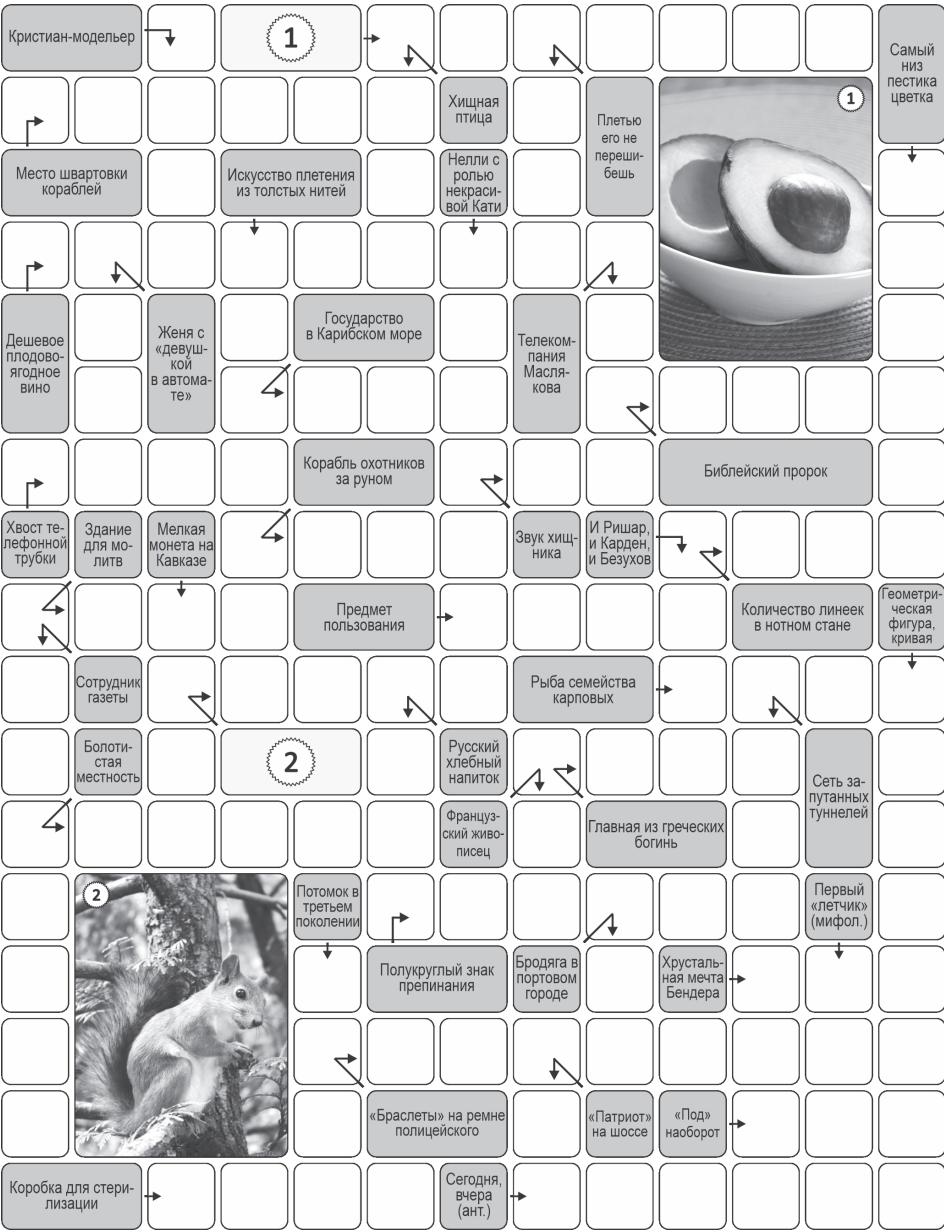 Кристиан-модельер
1
Самый
низ
пестика
цветка
Хищная
птица
Плетью
его не
переши-
бешь
1
Место швартовки
кораблей
Искусство плетения
из толстых нитей
Нелли с
ролью
некраси-
вой Кати
Дешевое
плодово-
ягодное
вино
Женя с
«девуш-
кой
в автома-
те»
Государство
в Карибском море
Телеком-
пания
Масля-
кова
Корабль охотников
за руном
Библейский пророк
Хвост те-
лефонной
трубки
Здание
для мо-
литв
Мелкая
монета на
Кавказе
Звук хищ-
ника
И Ришар,
и Карден,
и Безухов
Предмет
пользования
Количество линеек
в нотном стане
Геометри-
ческая
фигура,
кривая
Сотрудник
газеты
Рыба семейства
карповых
Болоти-
стая
местность
2
Русский
хлебный
напиток
Сеть за-
путанных
туннелей
Француз-
ский живо-
писец
Главная из греческих
богинь
2
Потомок в
третьем
поколении
Первый
«летчик»
(мифол.)
Полукруглый знак
препинания
Бродяга в
портовом
городе
Хрусталь-
ная мечта
Бендера
«Браслеты» на ремне
полицейского
«Патриот»
на шоссе
«Под»
наоборот
Коробка для стери-
лизации
Сегодня,
вчера
(ант.)